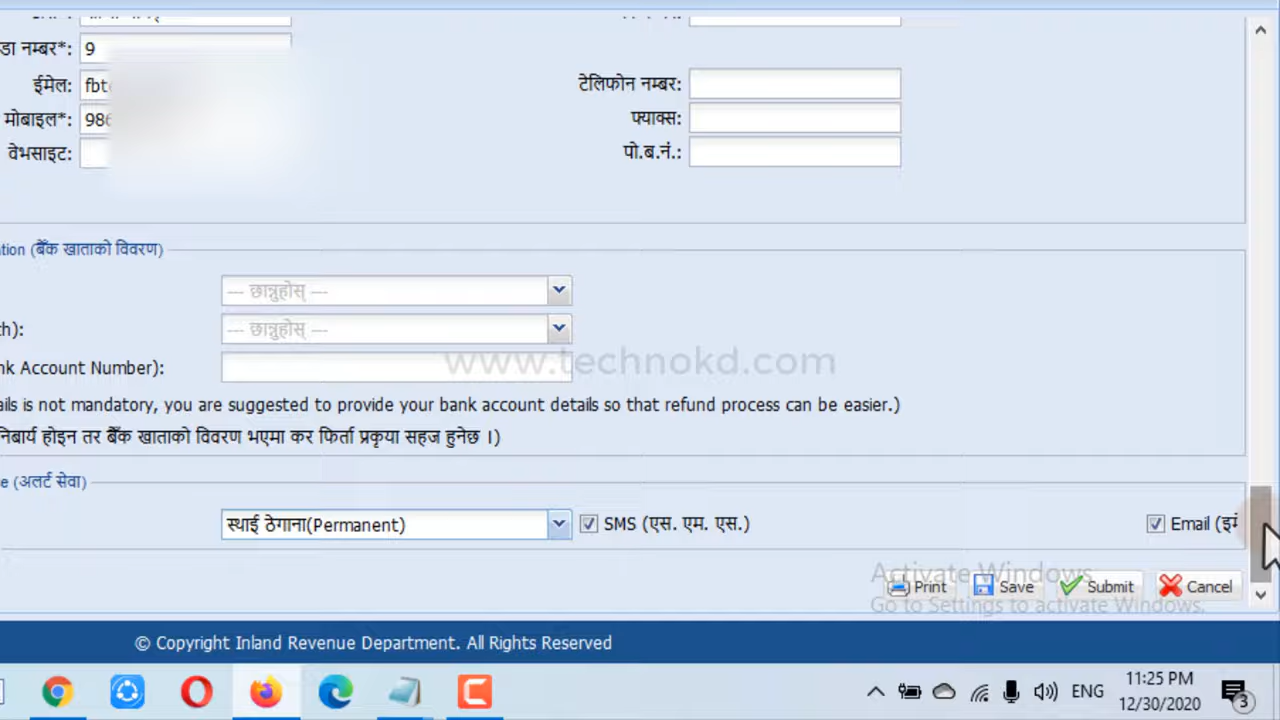 डा नम्बर*: 9
ईमेल: fbt
टेलिफोन नम्बर:
मोबाइल*: 986
फ्याक्स:
वेभसाइट:
पो.ब.नं.:
tion (बैँक खाताको विवरण)
--- छान्नुहोस् ---
ch): --- छान्नुहोस् ---
nk Account Number):
www.technokd.com
ails is not mandatory, you are suggested to provide your bank account details so that refund process can be easier.)
निबार्य होइन तर बैँक खाताको विवरण भएमा कर फिर्ता प्रकृया सहज हुनेछ ।)
e (अलर्ट सेवा)
स्थाई ठेगाना(Permanent) SMS (एस. एम. एस.) Email (इमे
Activate Windows
Print Save Submit Cancel
Go to Settings to activate Windows.
© Copyright Inland Revenue Department. All Rights Reserved
ENG
11:25 PM
12/30/2020
3